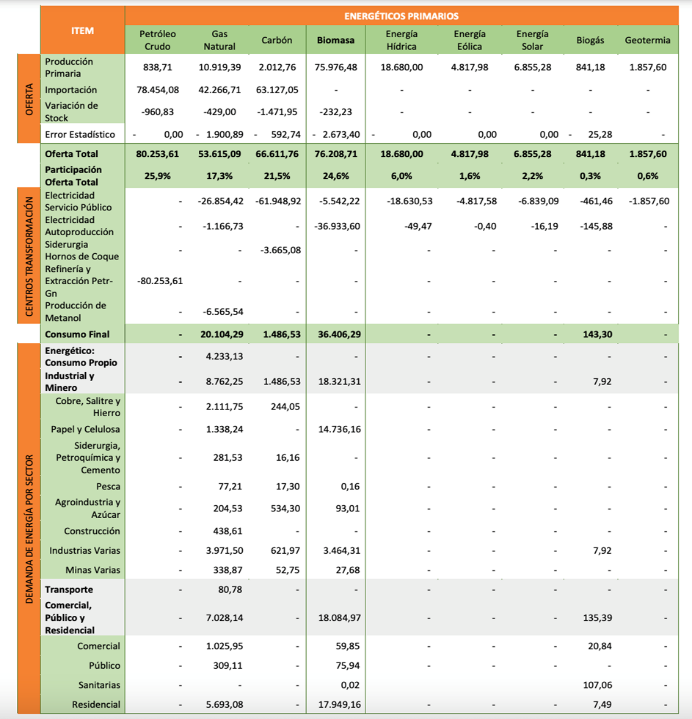 ENERGÉTICOS PRIMARIOS
ITEM Petróleo Crudo Gas Natural Carbón Biomasa Energía Hídrica Energía Eólica Energía Solar Biogás Geotermia
OFERTA
Producción Primaria 838,71 10.919,39 2.012,76 75.976,48 18.680,00 4.817,98 6.855,28 841,18 1.857,60
Importación 78.454,08 42.266,71 63.127,05 - - - - - -
Variación de Stock -960,83 -429,00 -1.471,95 -232,23 - - - - -
Error Estadístico - 0,00 - 1.900,89 - 592,74 - 2.673,40 - 0,00 0,00 0,00 - 25,28 -
Oferta Total 80.253,61 53.615,09 66.611,76 76.208,71 18.680,00 4.817,98 6.855,28 841,18 1.857,60
Participación Oferta Total 25,9% 17,3% 21,5% 24,6% 6,0% 1,6% 2,2% 0,3% 0,6%
CENTROS TRANSFORMACIÓN
Electricidad Servicio Público - -26.854,42 -61.948,92 -5.542,22 -18.630,53 -4.817,58 -6.839,09 -461,46 -1.857,60
Electricidad Autoproducción - -1.166,73 - -36.933,60 -49,47 -0,40 -16,19 -145,88 -
Siderurgia Hornos de Coque - - -3.665,08 - - - - - -
Refinería y Extracción Petr-Gn -80.253,61 - - - - - - - -
Producción de Metanol - -6.565,54 - - - - - - -
Consumo Final - 20.104,29 1.486,53 36.406,29 - - - 143,30 -
DEMANDA DE ENERGÍA POR SECTOR
Energético: Consumo Propio - 4.233,13 - - - - - - -
Industrial y Minero - 8.762,25 1.486,53 18.321,31 - - - 7,92 -
Cobre, Salitre y Hierro - 2.111,75 244,05 - - - - - -
Papel y Celulosa - 1.338,24 - 14.736,16 - - - - -
Siderurgia, Petroquímica y Cemento - 281,53 16,16 - - - - - -
Pesca - 77,21 17,30 0,16 - - - - -
Agroindustria y Azúcar - 204,53 534,30 93,01 - - - - -
Construcción - 438,61 - - - - - - -
Industrias Varias - 3.971,50 621,97 3.464,31 - - - 7,92 -
Minas Varias - 338,87 52,75 27,68 - - - - -
Transporte - 80,78 - - - - - - -
Comercial, Público y Residencial - 7.028,14 - 18.084,97 - - - 135,39 -
Comercial - 1.025,95 59,85 - - - 20,84 -
Público - 309,11 75,94 - - - - -
Sanitarias - - 0,02 - - - 107,06 -
Residencial - 5.693,08 17.949,16 - - - 7,49 -